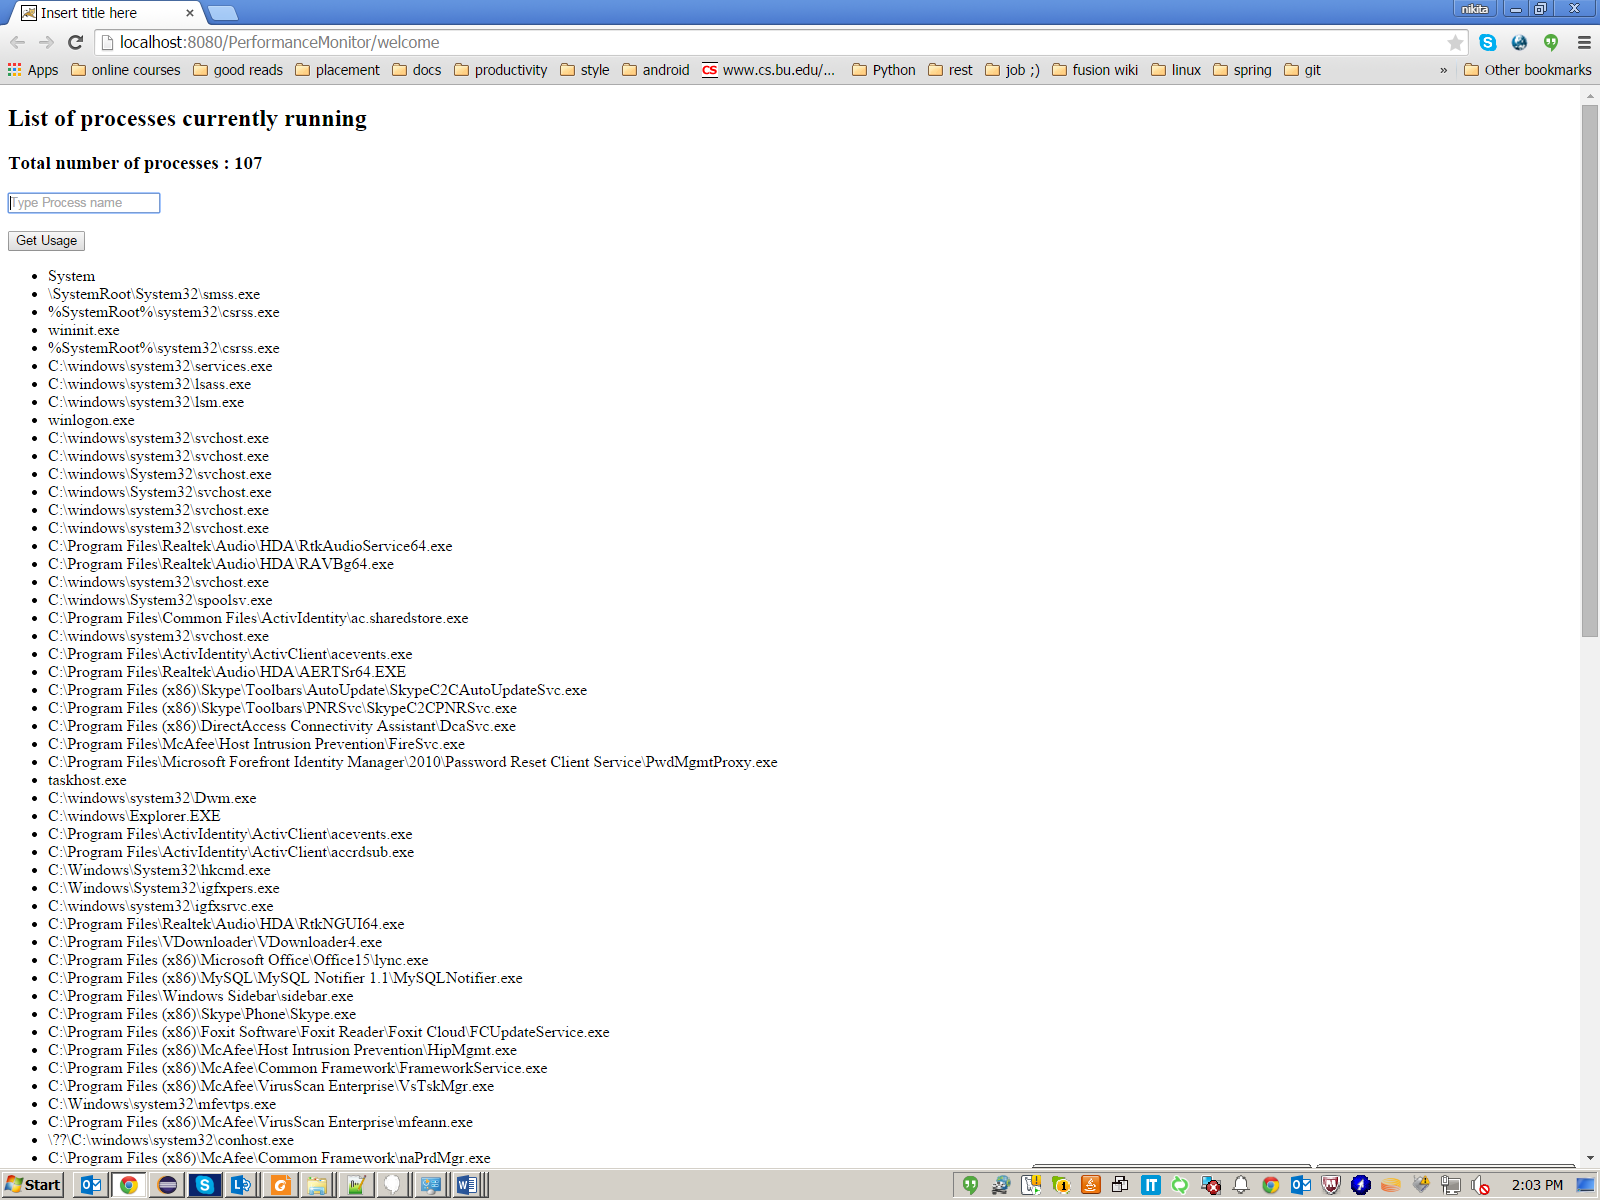 Insert title here
nikita
localhost:8080/PerformanceMonitor/welcome
Apps online courses good reads placement docs productivity style android CS www.cs.bu.edu/... Python rest job ;) fusion wiki linux spring git » Other bookmarks
List of processes currently running
Total number of processes : 107
Type Process name
Get Usage
System
\SystemRoot\System32\smss.exe
%SystemRoot%\system32\csrss.exe
wininit.exe
%SystemRoot%\system32\csrss.exe
C:\windows\system32\services.exe
C:\windows\system32\lsass.exe
C:\windows\system32\lsm.exe
winlogon.exe
C:\windows\system32\svchost.exe
C:\windows\system32\svchost.exe
C:\windows\System32\svchost.exe
C:\windows\System32\svchost.exe
C:\windows\system32\svchost.exe
C:\windows\system32\svchost.exe
C:\Program Files\Realtek\Audio\HDA\RtkAudioService64.exe
C:\Program Files\Realtek\Audio\HDA\RAVBg64.exe
C:\windows\system32\svchost.exe
C:\windows\System32\spoolsv.exe
C:\Program Files\Common Files\ActivIdentity\ac.sharedstore.exe
C:\windows\system32\svchost.exe
C:\Program Files\ActivIdentity\ActivClient\acevents.exe
C:\Program Files\Realtek\Audio\HDA\AERTSr64.EXE
C:\Program Files (x86)\Skype\Toolbars\AutoUpdate\SkypeC2CAutoUpdateSvc.exe
C:\Program Files (x86)\Skype\Toolbars\PNRSvc\SkypeC2CPNRSvc.exe
C:\Program Files (x86)\DirectAccess Connectivity Assistant\DcaSvc.exe
C:\Program Files\McAfee\Host Intrusion Prevention\FireSvc.exe
C:\Program Files\Microsoft Forefront Identity Manager\2010\Password Reset Client Service\PwdMgmtProxy.exe
taskhost.exe
C:\windows\system32\Dwm.exe
C:\windows\Explorer.EXE
C:\Program Files\ActivIdentity\ActivClient\acevents.exe
C:\Program Files\ActivIdentity\ActivClient\accrdsub.exe
C:\Windows\System32\hkcmd.exe
C:\Windows\System32\igfxpers.exe
C:\windows\system32\igfxsrvc.exe
C:\Program Files\Realtek\Audio\HDA\RtkNGUI64.exe
C:\Program Files\VDownloader\VDownloader4.exe
C:\Program Files (x86)\Microsoft Office\Office15\lync.exe
C:\Program Files (x86)\MySQL\MySQL Notifier 1.1\MySQLNotifier.exe
C:\Program Files\Windows Sidebar\sidebar.exe
C:\Program Files (x86)\Skype\Phone\Skype.exe
C:\Program Files (x86)\Foxit Software\Foxit Reader\Foxit Cloud\FCUpdateService.exe
C:\Program Files (x86)\McAfee\Host Intrusion Prevention\HipMgmt.exe
C:\Program Files (x86)\McAfee\Common Framework\FrameworkService.exe
C:\Program Files (x86)\McAfee\VirusScan Enterprise\VsTskMgr.exe
C:\Windows\system32\mfevtps.exe
C:\Program Files (x86)\McAfee\VirusScan Enterprise\mfeann.exe
\??\C:\windows\system32\conhost.exe
C:\Program Files (x86)\McAfee\Common Framework\naPrdMgr.exe
Start
IT
2:03 PM